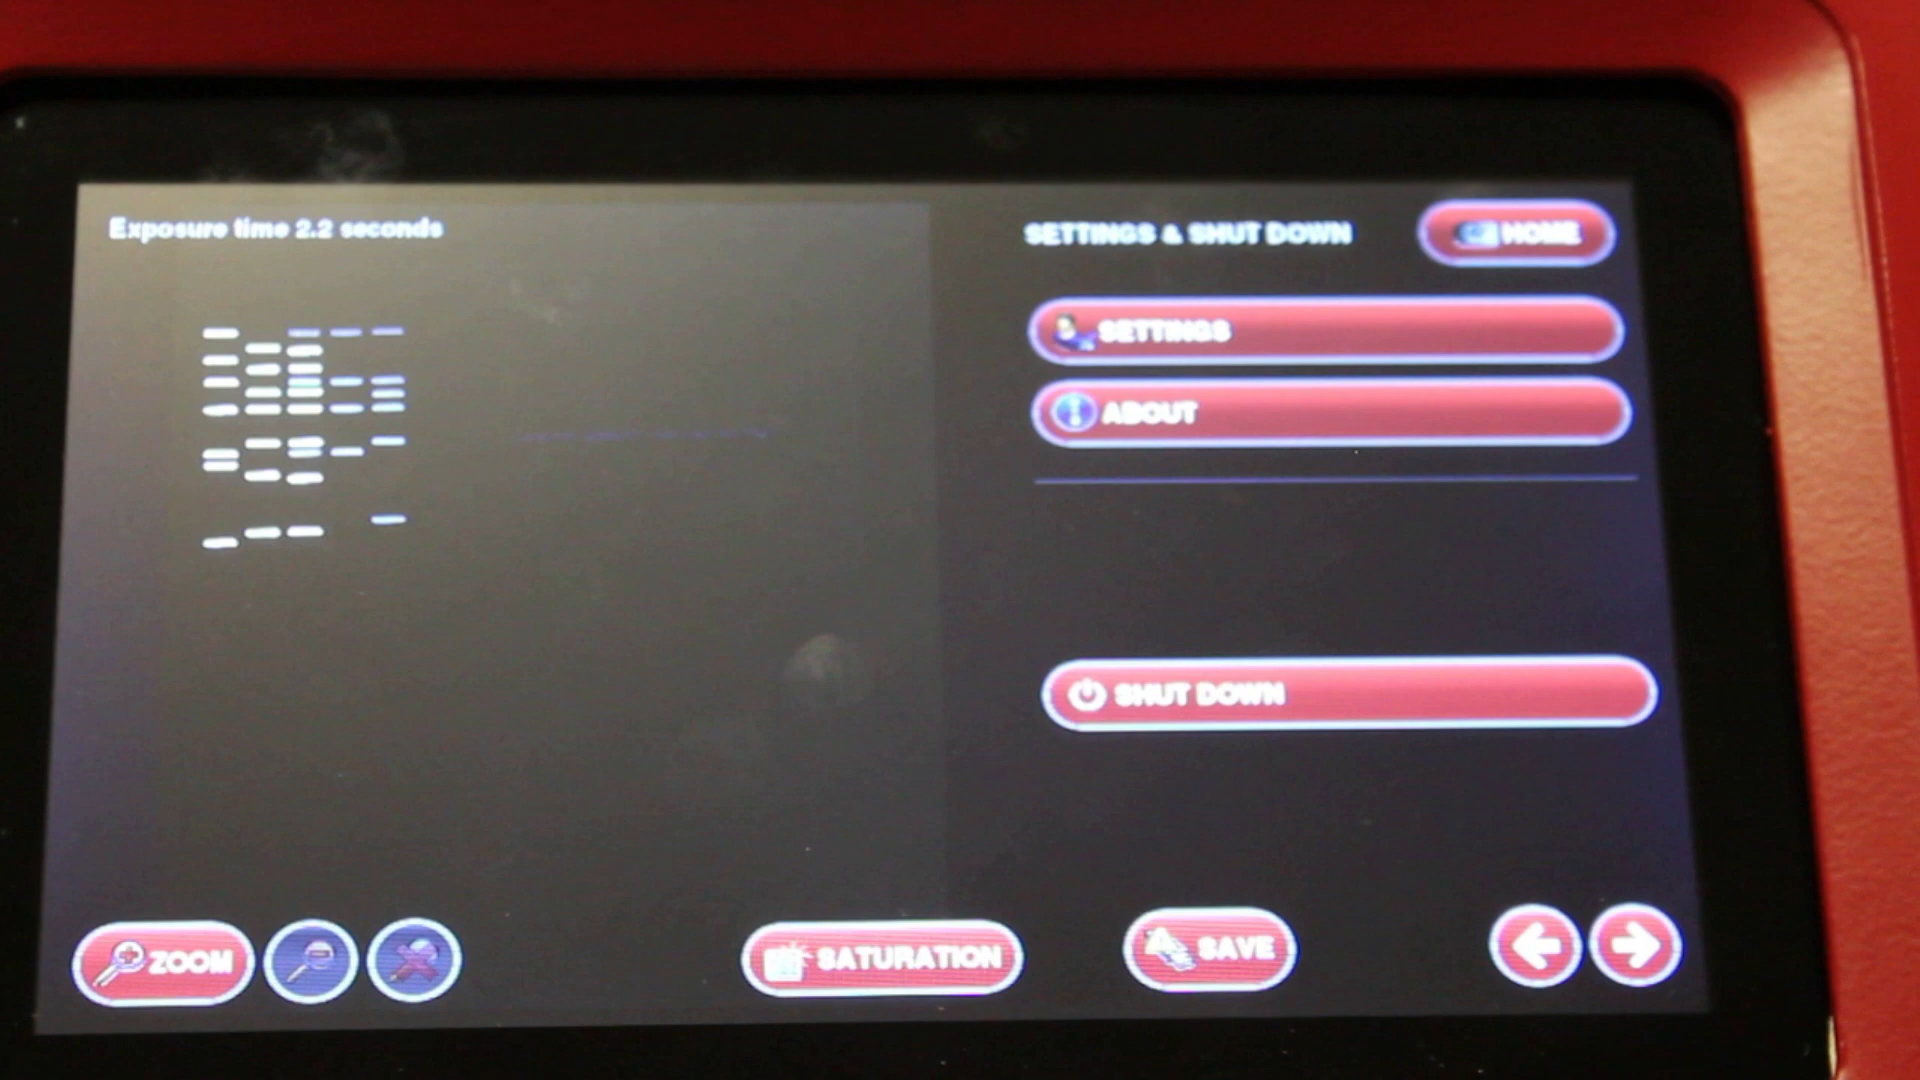 Exposure time 2.2 seconds
SETTINGS & SHUT DOWN
HOME
SETTINGS
ABOUT
SHUT DOWN
ZOOM
SATURATION
SAVE